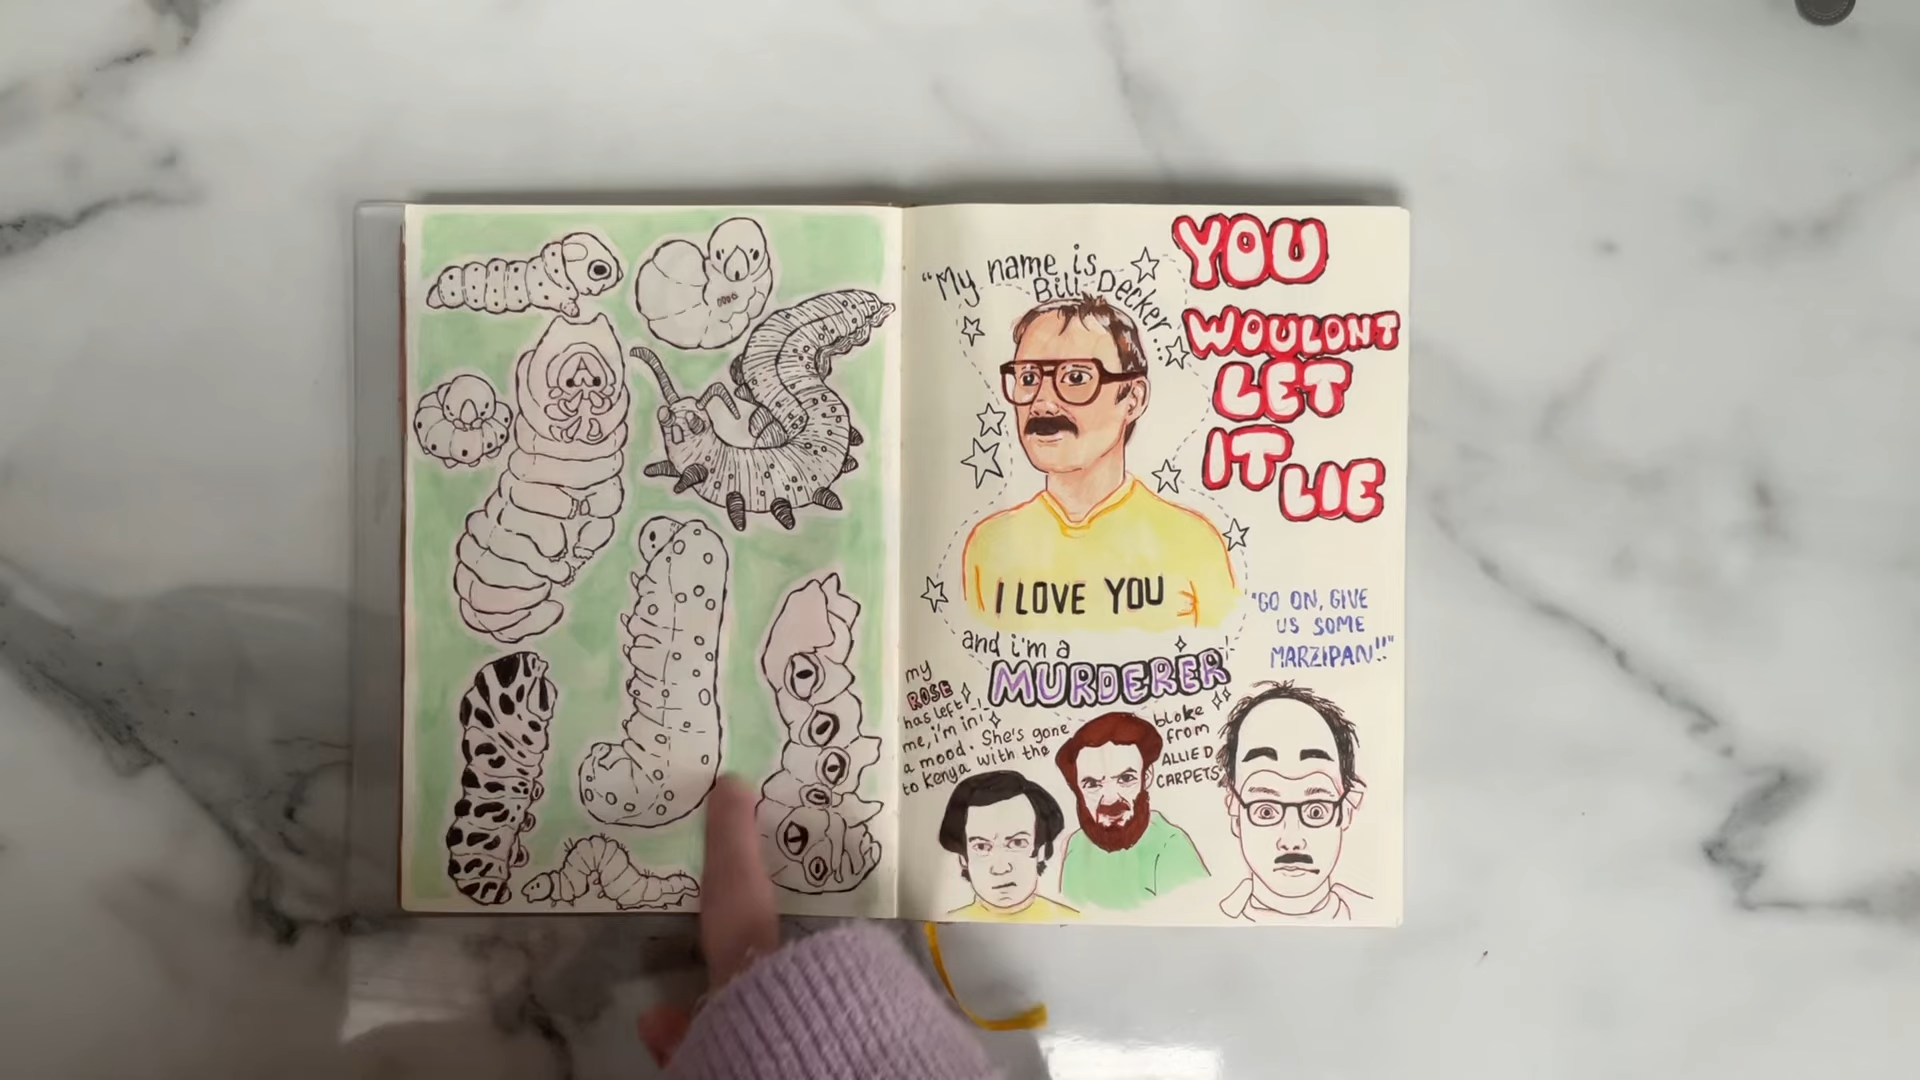 "My name is
Bill Decker...
YOU
WOULDNT
LET
IT
LIE
I LOVE YOU
and i'm a
MURDERER
"GO ON, GIVE
US SOME
MARZIPAN!!"
my
ROSE
has left
me, i'm in
a mood. She's gone
to Kenya with the
bloke
from
ALLIED
CARPETS